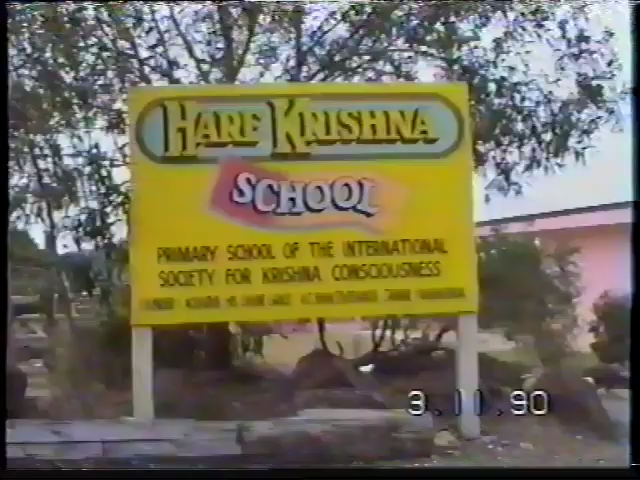 HARE KRISHNA
SCHOOL
PRIMARY SCHOOL OF THE INTERNATIONAL
SOCIETY FOR KRISHNA CONSCIOUSNESS
3.11.90